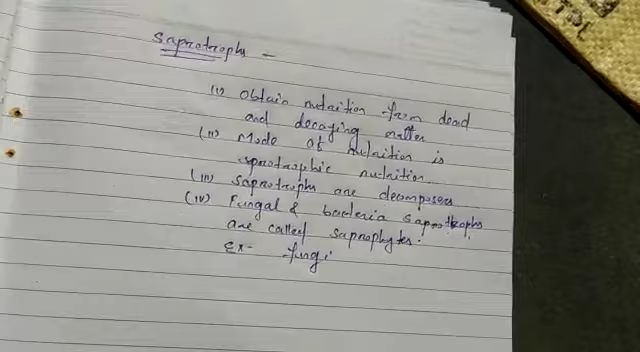 Saprotrophs -
(i) Obtain nutrition from dead
and decaying matter
(ii) Mode of nutrition is
saprotrophic nutrition
(iii) Saprotrophs are decomposers
(iv) Fungal & bacteria saprotrophs
are called saprophytes.
Ex- fungi